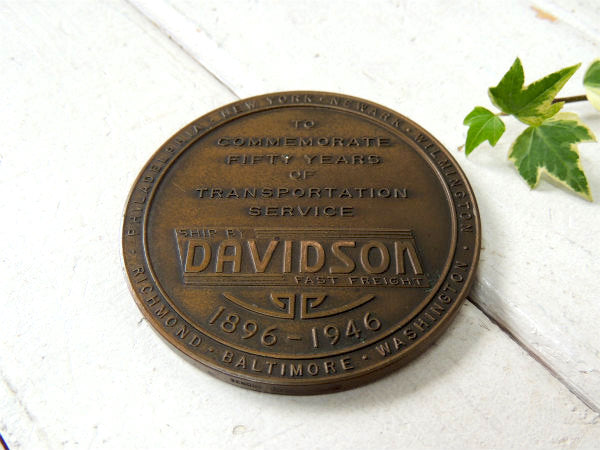 PHILADELPHIA • NEW YORK • NEWARK • WILMINGTON •
TO
COMMEMORATE
FIFTY YEARS
OF
TRANSPORTATION
SERVICE
SHIP BY
DAVIDSON
FAST FREIGHT
1896-1946
RICHMOND • BALTIMORE • WASHINGTON •